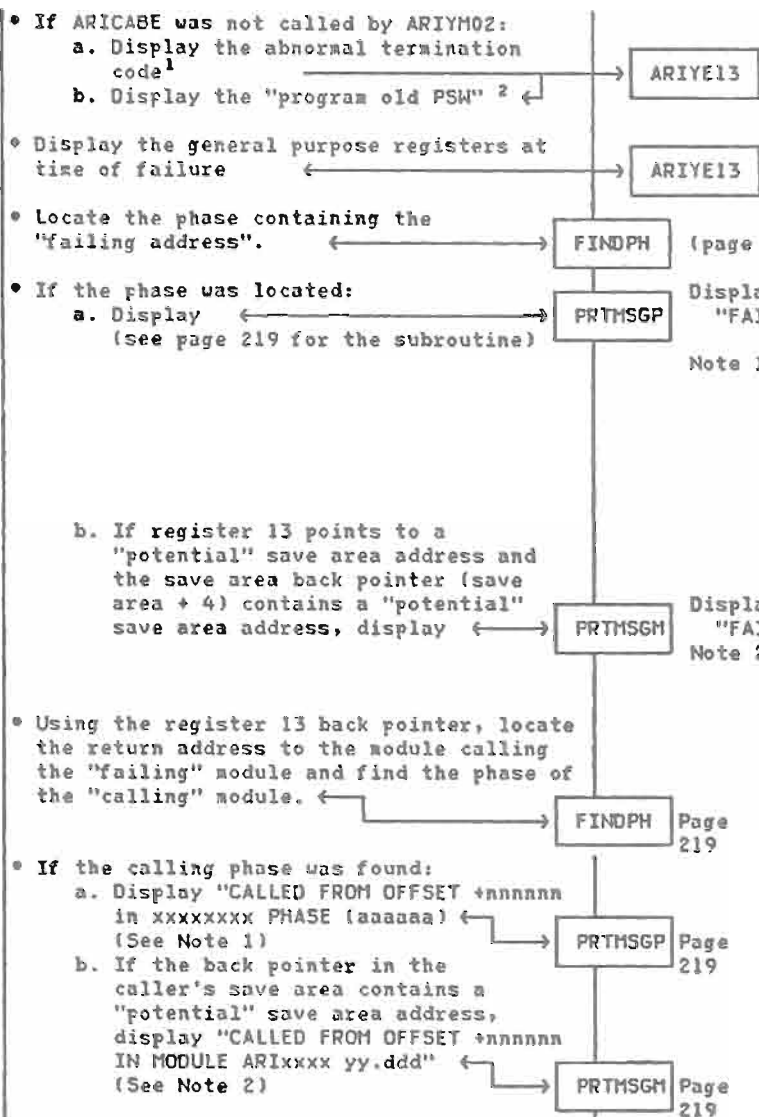 • If ARICABE was not called by ARIYM02:
a. Display the abnormal termination
code1
ARIYE13
b. Display the "program old PSW" 2
• Display the general purpose registers at
time of failure
ARIYE13
• Locate the phase containing the
"failing address".
FINDPH
(page
• If the phase was located:
a. Display
PRTMSGP
(see page 219 for the subroutine)
Displa
"FAI
Note 1
b. If register 13 points to a
"potential" save area address and
the save area back pointer (save
area + 4) contains a "potential"
save area address, display
PRTMSGM
Displa
"FAI
Note 2
• Using the register 13 back pointer, locate
the return address to the module calling
the "failing" module and find the phase of
the "calling" module.
FINDPH
Page
219
• If the calling phase was found:
a. Display "CALLED FROM OFFSET +nnnnnn
in xxxxxxxx PHASE (aaaaaa)
(See Note 1)
PRTMSGP
Page
219
b. If the back pointer in the
caller's save area contains a
"potential" save area address,
display "CALLED FROM OFFSET +nnnnnn
IN MODULE ARIxxxx yy.ddd"
(See Note 2)
PRTMSGM
Page
219